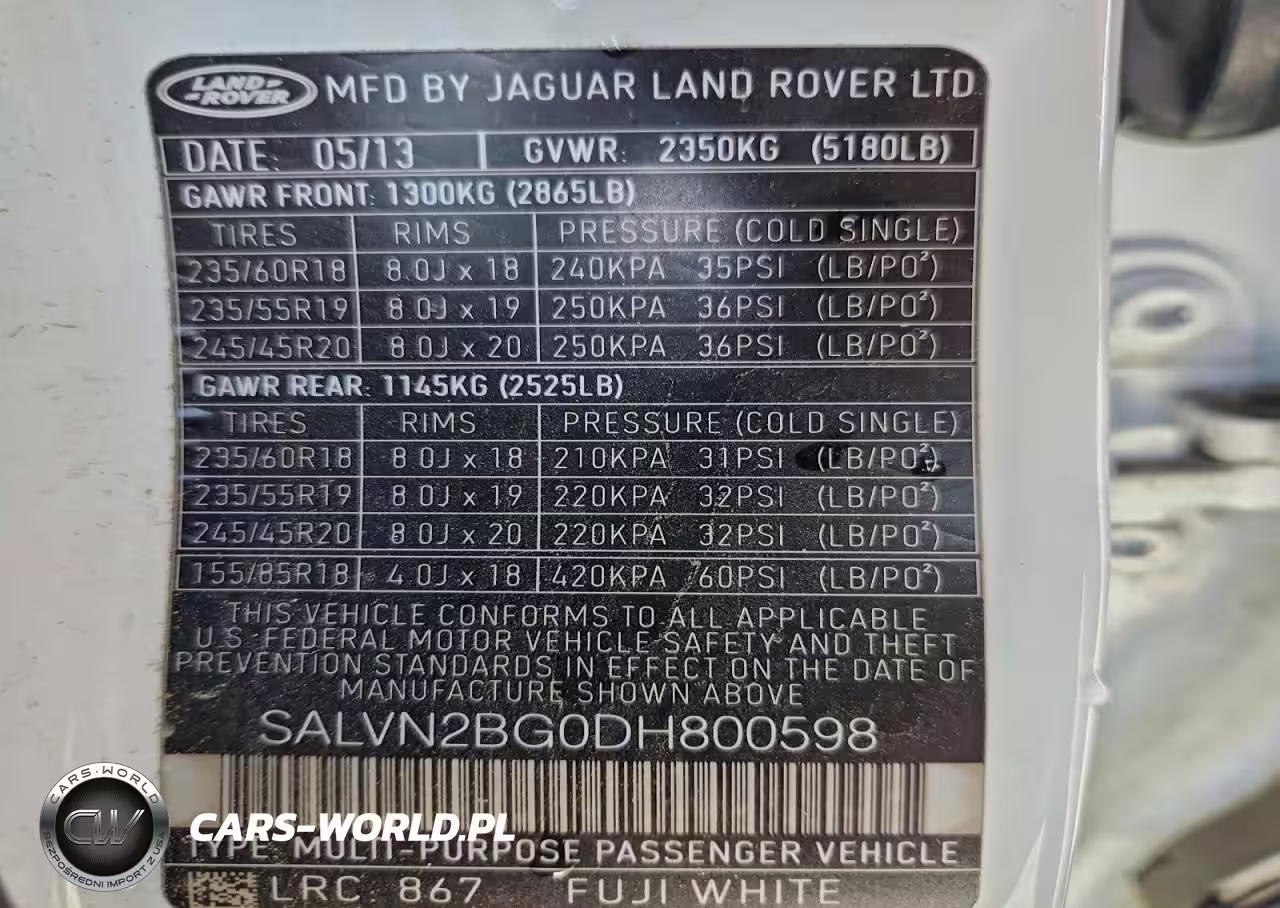 LAND ROVER MFD BY JAGUAR LAND ROVER LTD
DATE: 05/13 GVWR: 2350KG (5180LB)
GAWR FRONT: 1300KG (2865LB)
TIRES RIMS PRESSURE (COLD SINGLE)
235/60R18 8.0J x 18 240KPA 35PSI (LB/PO²)
235/55R19 8.0J x 19 250KPA 36PSI (LB/PO²)
245/45R20 8.0J x 20 250KPA 36PSI (LB/PO²)
GAWR REAR: 1145KG (2525LB)
TIRES RIMS PRESSURE (COLD SINGLE)
235/60R18 8.0J x 18 210KPA 31PSI (LB/PO²)
235/55R19 8.0J x 19 220KPA 32PSI (LB/PO²)
245/45R20 8.0J x 20 220KPA 32PSI (LB/PO²)
155/85R18 4.0J x 18 420KPA 60PSI (LB/PO²)
THIS VEHICLE CONFORMS TO ALL APPLICABLE
U.S. FEDERAL MOTOR VEHICLE SAFETY AND THEFT
PREVENTION STANDARDS IN EFFECT ON THE DATE OF
MANUFACTURE SHOWN ABOVE
SALVN2BG0DH800598
CARS-WORLD
CW
BEZPOŚREDNI IMPORT Z USA
CARS-WORLD.PL
TYPE MULTI-PURPOSE PASSENGER VEHICLE
LRC 867 FUJI WHITE